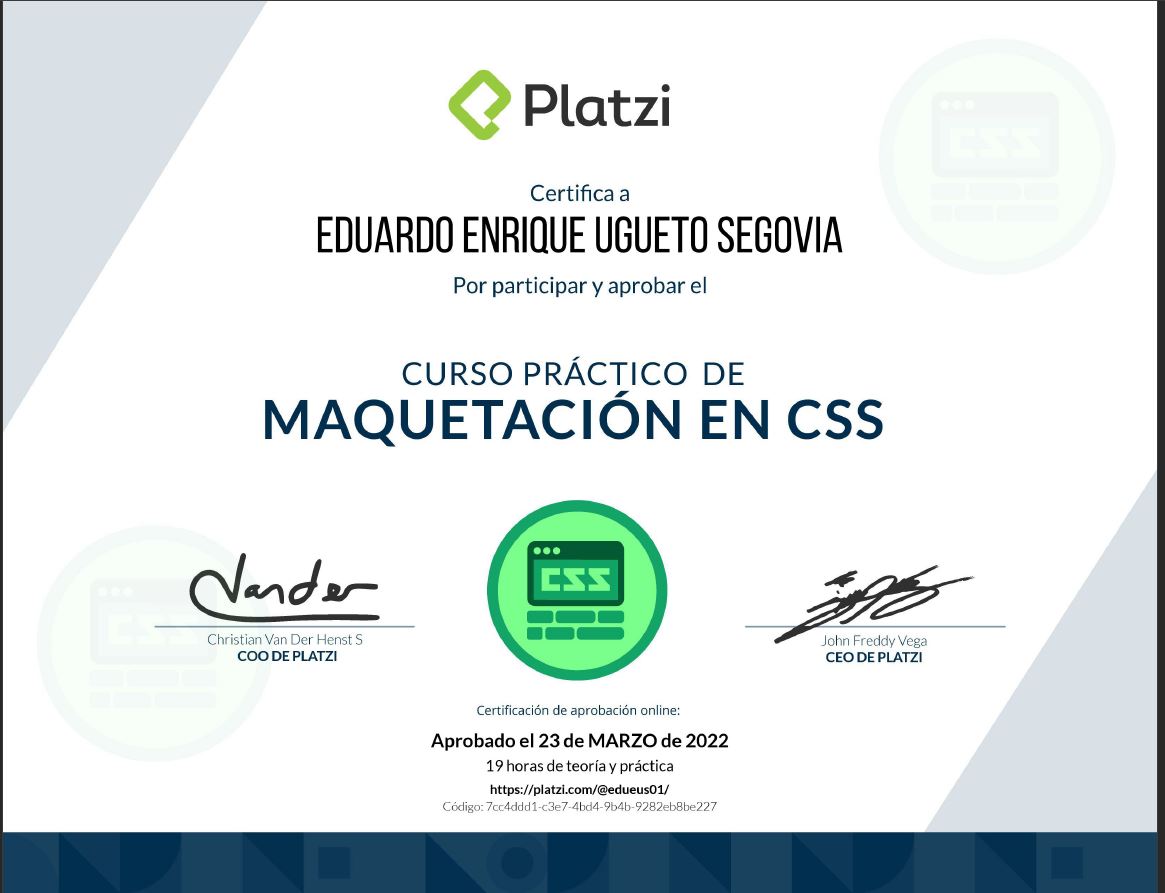 Platzi
Certifica a
EDUARDO ENRIQUE UGUETO SEGOVIA
Por participar y aprobar el
CURSO PRÁCTICO DE
MAQUETACIÓN EN CSS
CSS
CSS
CSS
Vander
Christian Van Der Henst S
COO DE PLATZI
John Freddy Vega
CEO DE PLATZI
Certificación de aprobación online:
Aprobado el 23 de MARZO de 2022
19 horas de teoría y práctica
https://platzi.com/@edueus01/
Código: 7cc4ddd1-c3e7-4bd4-9b4b-9282eb8be227